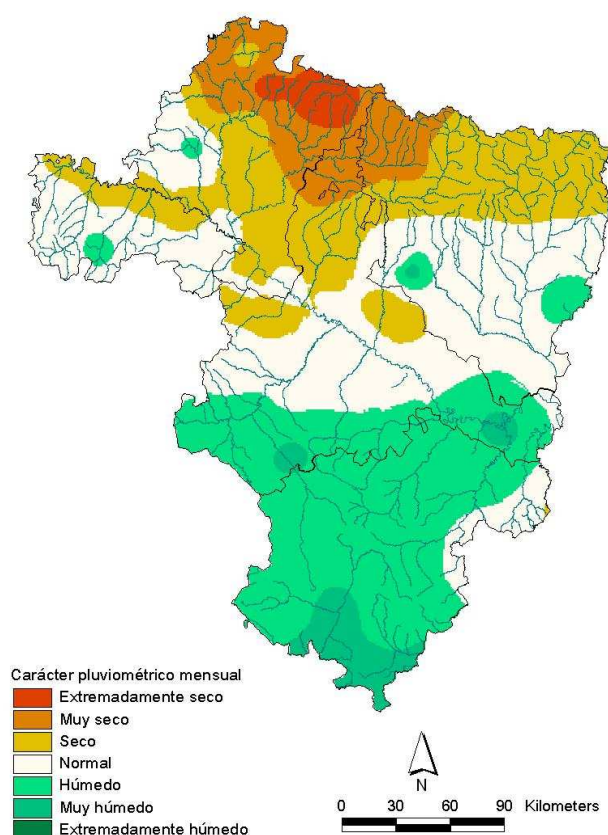 Carácter pluviométrico mensual
Extremadamente seco
Muy seco
Seco
Normal
Húmedo
Muy húmedo
Extremadamente húmedo
N
0 30 60 90 Kilometers